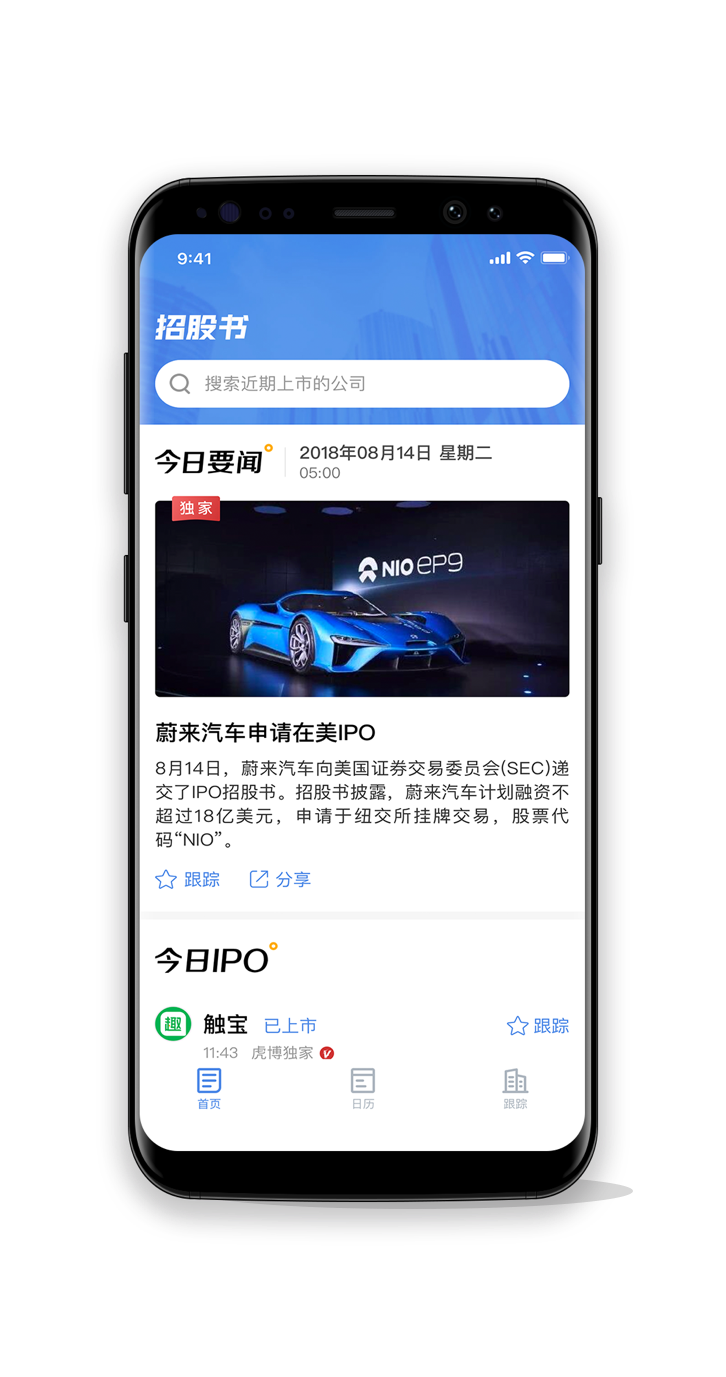 9:41
招股书
搜索近期上市的公司
今日要闻
2018年08月14日 星期二
05:00
独家
NIO EP9
蔚来汽车申请在美IPO
8月14日，蔚来汽车向美国证券交易委员会(SEC)递
交了IPO招股书。招股书披露，蔚来汽车计划融资不
超过18亿美元，申请于纽交所挂牌交易，股票代
码“NIO”。
跟踪 分享
今日IPO
趣 触宝 已上市 跟踪
11:43 虎博独家 V
首页 日历 跟踪